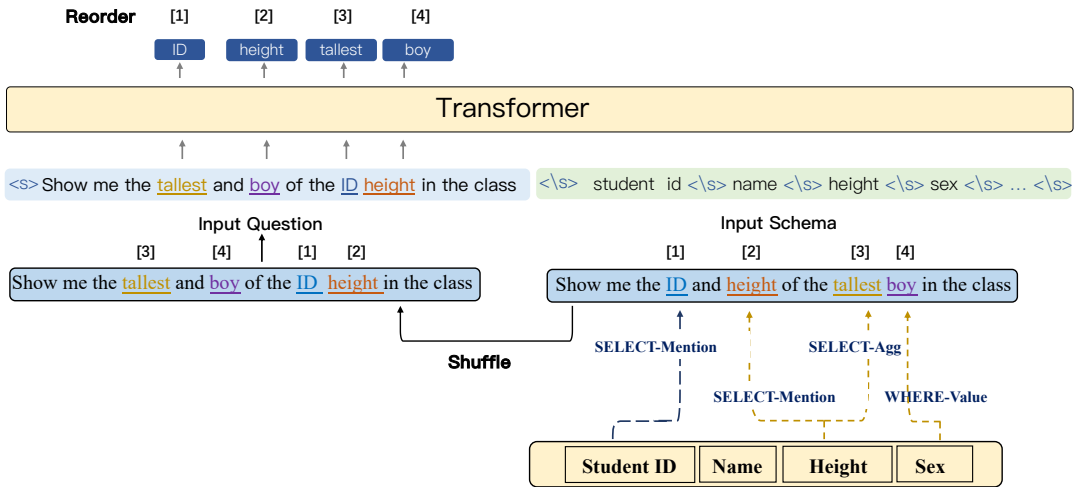 Reorder [1] [2] [3] [4]
ID height tallest boy
Transformer
<s> Show me the tallest and boy of the ID height in the class
<\s> student id <\s> name <\s> height <\s> sex <\s> ... <\s>
Input Question
Input Schema
[3] [4] [1] [2]
Show me the tallest and boy of the ID height in the class
[1] [2] [3] [4]
Show me the ID and height of the tallest boy in the class
Shuffle
SELECT-Mention
SELECT-Agg
SELECT-Mention
WHERE-Value
Student ID Name Height Sex